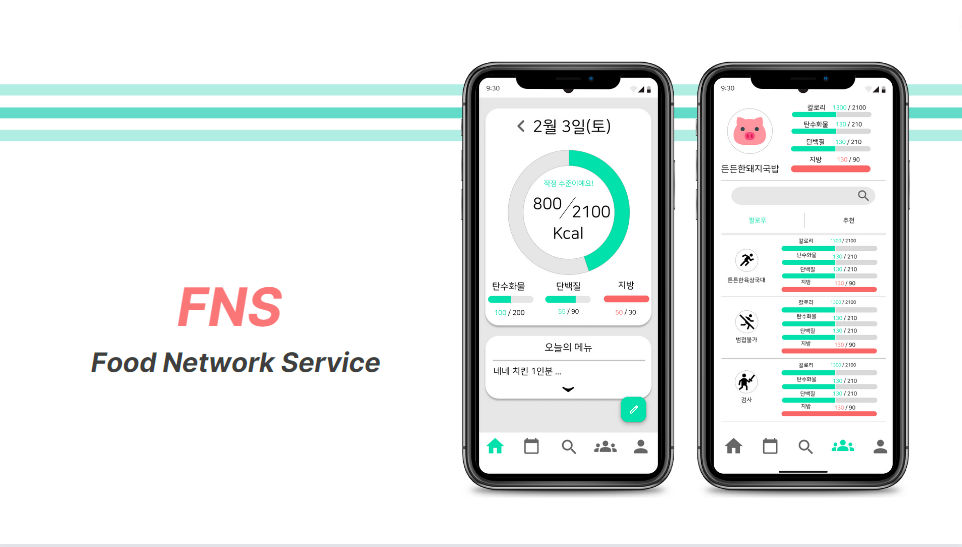 FNS
Food Network Service
9:30
2월 3일(토)
적정 수준이에요!
800/2100
Kcal
탄수화물 단백질 지방
100 / 200 55 / 90 50 / 30
오늘의 메뉴
네네 치킨 1인분 ...
9:30
칼로리 1300 / 2100
탄수화물 130 / 210
단백질 130 / 210
지방 130 / 90
든든한돼지국밥
팔로우 추천
칼로리 1300 / 2100
탄수화물 130 / 210
단백질 130 / 210
지방 130 / 90
튼튼한육상국대
칼로리 1300 / 2100
탄수화물 130 / 210
단백질 130 / 210
지방 130 / 90
범접불가
칼로리 1300 / 2100
탄수화물 130 / 210
단백질 130 / 210
지방 130 / 90
검사